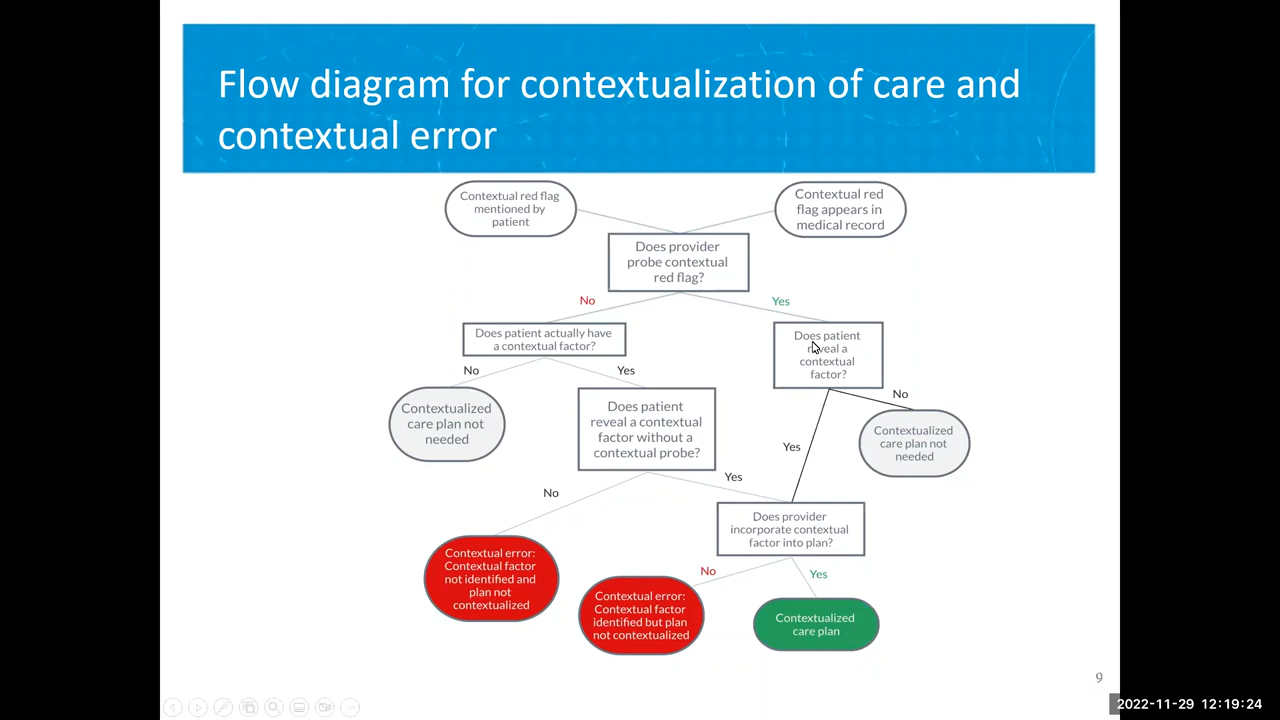 Flow diagram for contextualization of care and
contextual error
Contextual red flag
mentioned by
patient
Contextual red
flag appears in
medical record
Does provider
probe contextual
red flag?
No
Yes
Does patient actually have
a contextual factor?
Does patient
reveal a
contextual
factor?
No
Yes
No
Contextualized
care plan not
needed
Does patient
reveal a contextual
factor without a
contextual probe?
Contextualized
care plan not
needed
Yes
No
Yes
Does provider
incorporate contextual
factor into plan?
Contextual error:
Contextual factor
not identified and
plan not
contextualized
No
Yes
Contextual error:
Contextual factor
identified but plan
not contextualized
Contextualized
care plan
9
2022-11-29 12:19:24